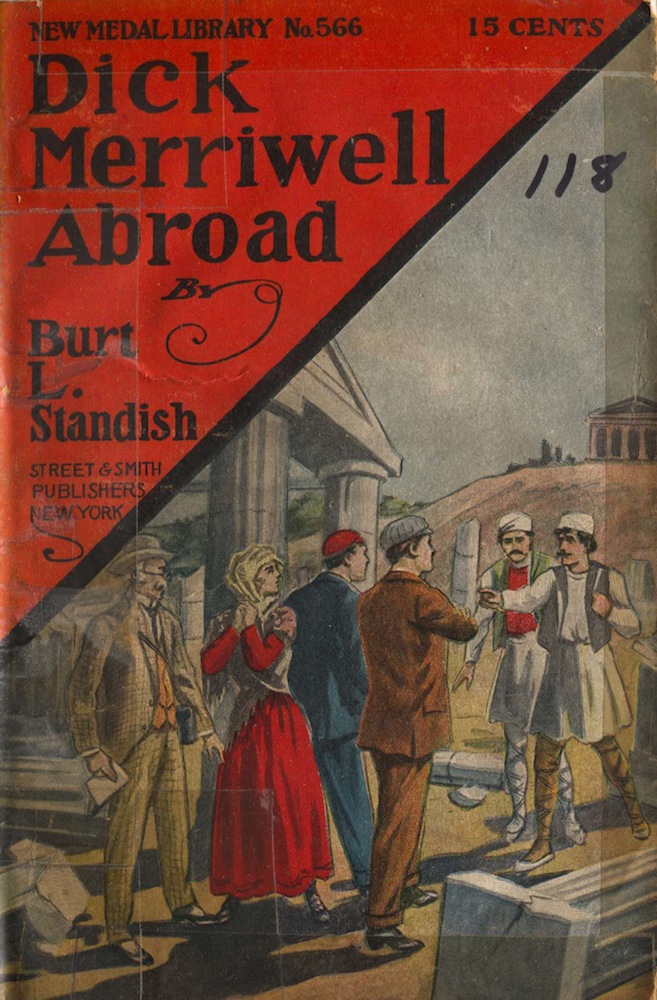 NEW MEDAL LIBRARY No. 566
15 CENTS
Dick
Merriwell
Abroad
By
Burt
L.
Standish
STREET & SMITH
PUBLISHERS
NEW YORK
118